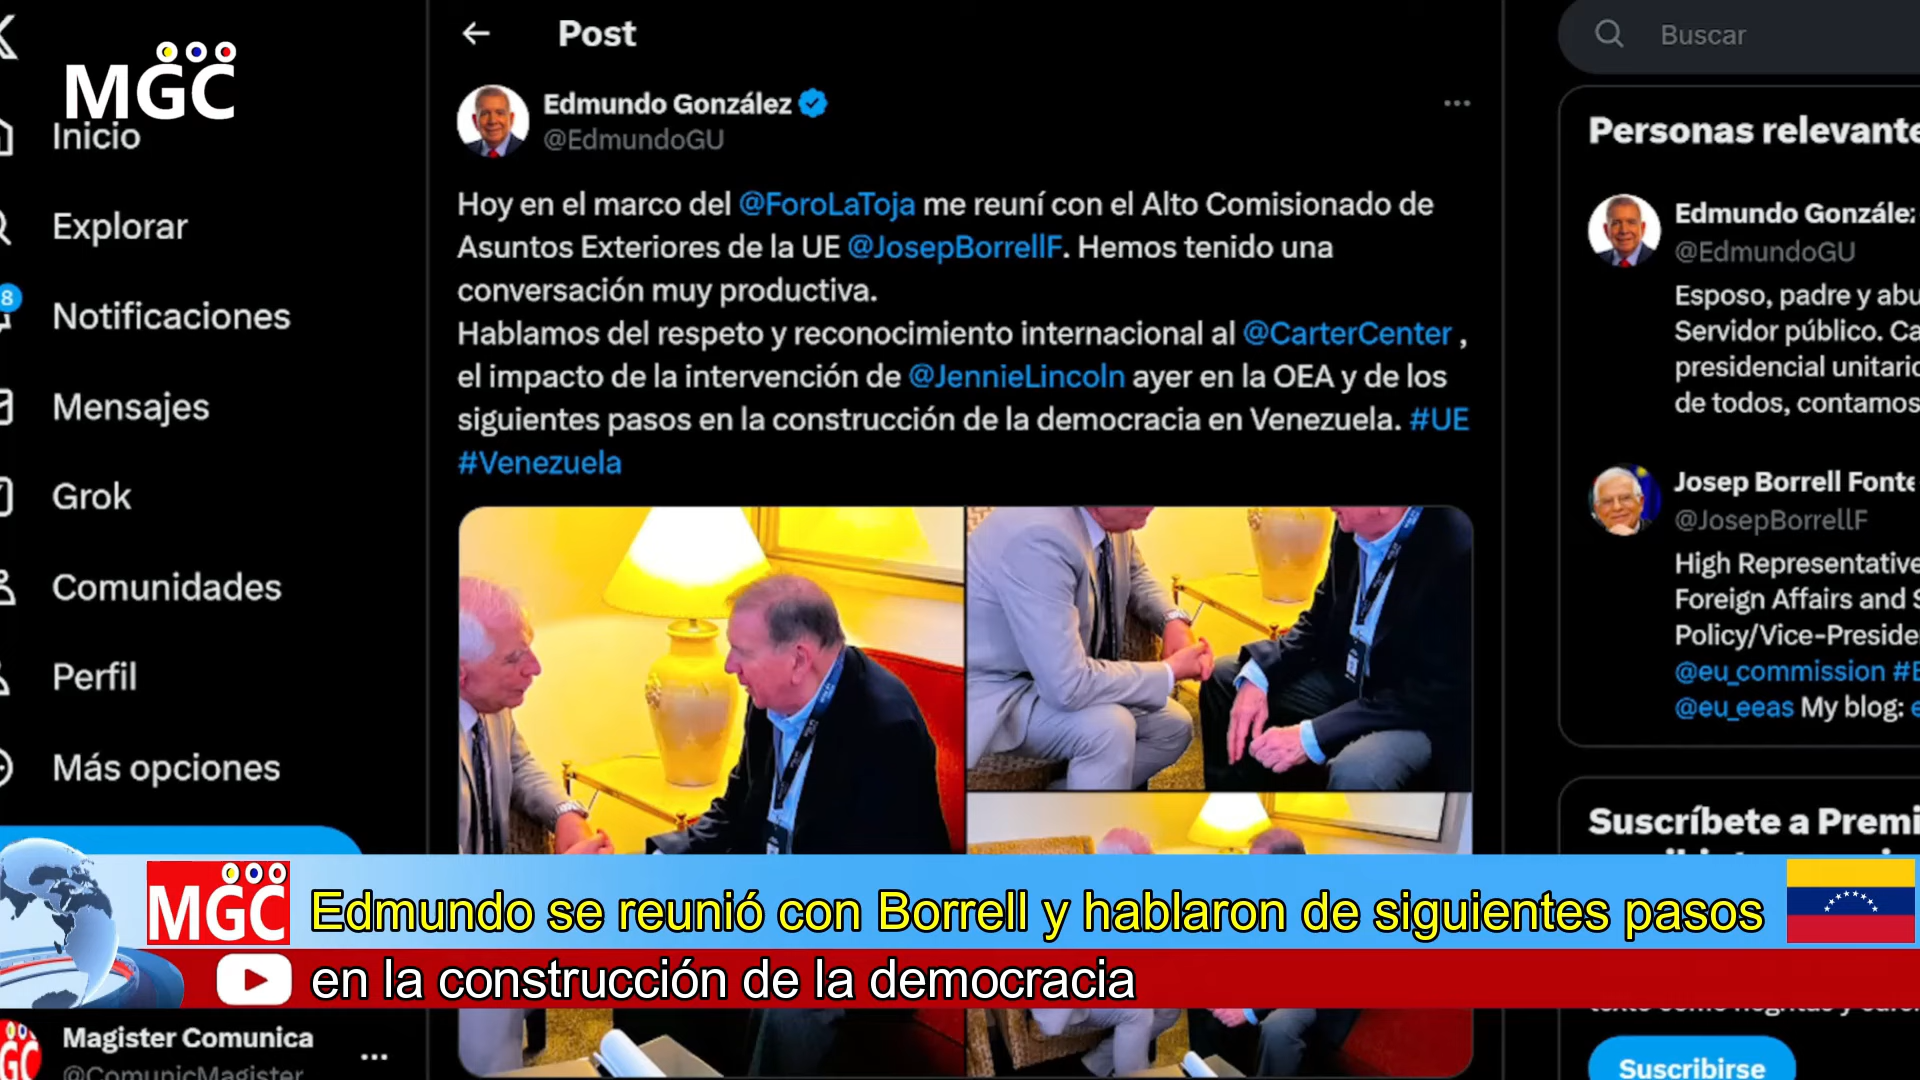 MGC
Inicio
Explorar
8
Notificaciones
Mensajes
Grok
Comunidades
Perfil
Más opciones
Post
Edmundo González
@EdmundoGU
Hoy en el marco del @ForoLaToja me reuní con el Alto Comisionado de
Asuntos Exteriores de la UE @JosepBorrellF. Hemos tenido una
conversación muy productiva.
Hablamos del respeto y reconocimiento internacional al @CarterCenter ,
el impacto de la intervención de @JennieLincoln ayer en la OEA y de los
siguientes pasos en la construcción de la democracia en Venezuela. #UE
#Venezuela
Buscar
Personas relevante
Edmundo González
@EdmundoGU
Esposo, padre y abu
Servidor público. Ca
presidencial unitario
de todos, contamos
Josep Borrell Fonte
@JosepBorrellF
High Representative
Foreign Affairs and S
Policy/Vice-Preside
@eu_commission #E
@eu_eeas My blog: e
Suscríbete a Premi
MGC
Edmundo se reunió con Borrell y hablaron de siguientes pasos
en la construcción de la democracia
Magister Comunica
@ComunicMagister
Suscribirse